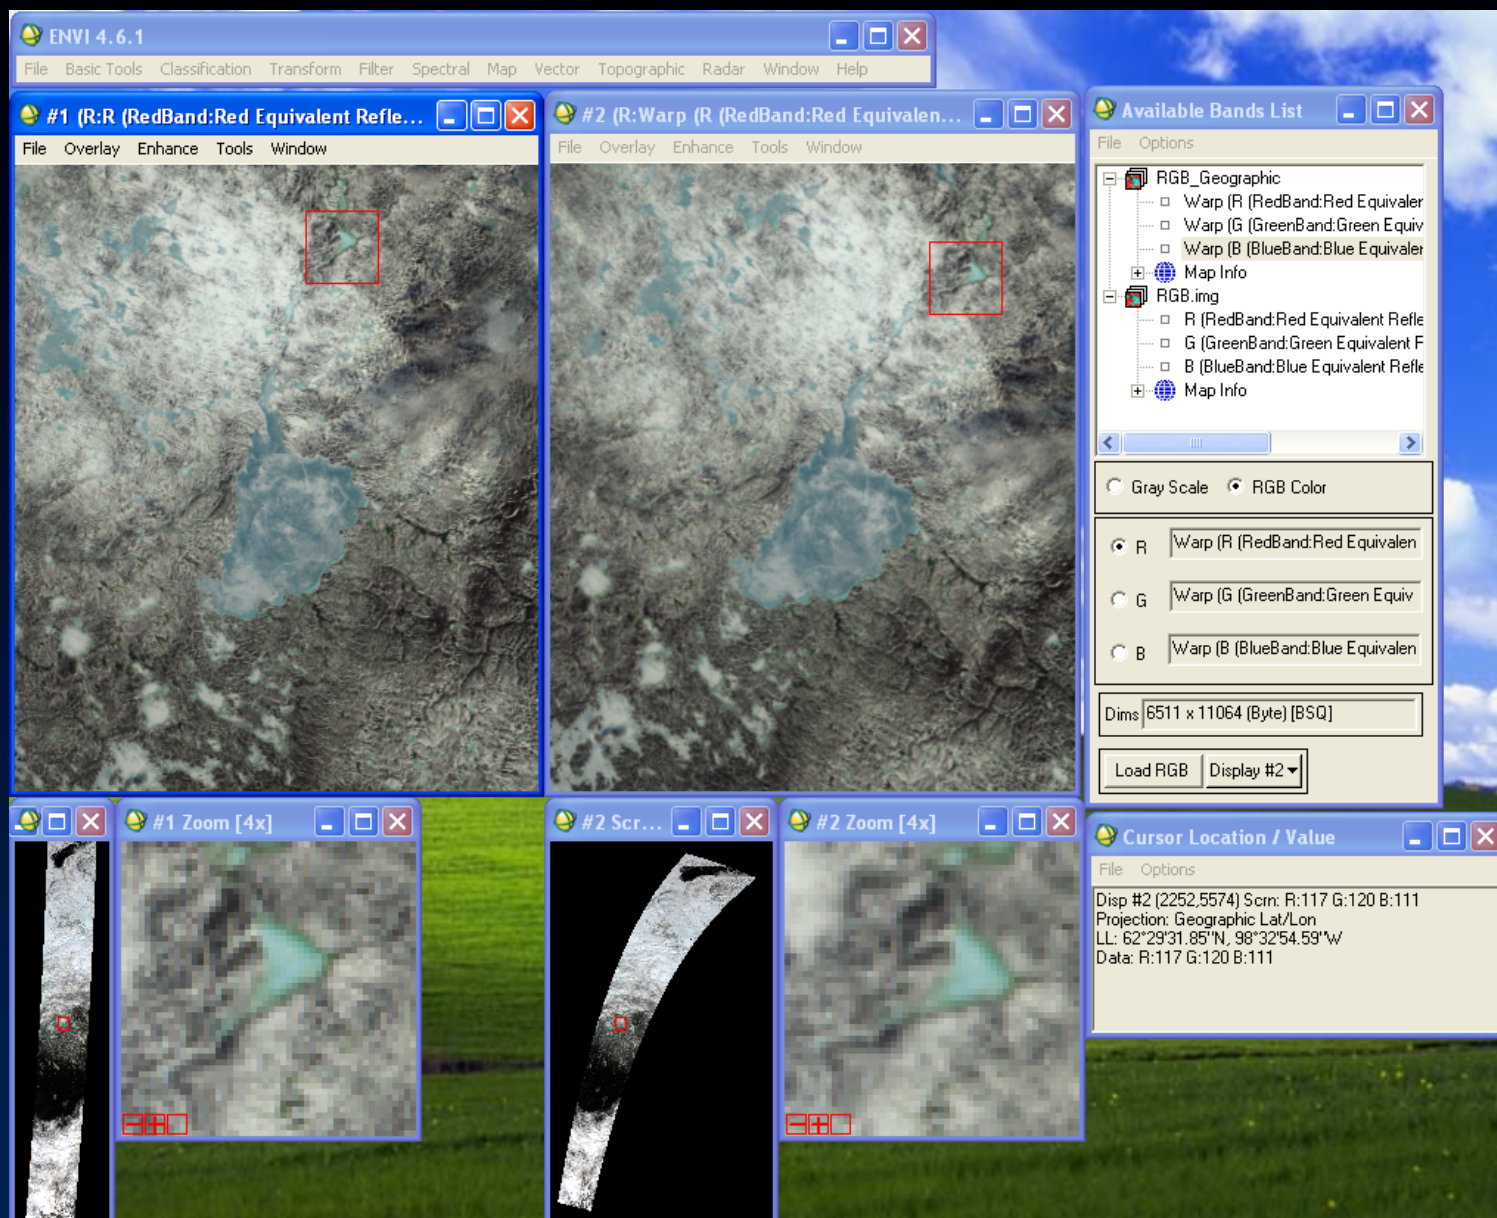 ENVI 4.6.1
File Basic Tools Classification Transform Filter Spectral Map Vector Topographic Radar Window Help
#1 (R:R (RedBand:Red Equivalent Refle...
File Overlay Enhance Tools Window
#2 (R:Warp (R (RedBand:Red Equivalen...
File Overlay Enhance Tools Window
Available Bands List
File Options
RGB_Geographic
Warp (R (RedBand:Red Equivaler
Warp (G (GreenBand:Green Equiv
Warp (B (BlueBand:Blue Equivaler
Map Info
RGB.img
R (RedBand:Red Equivalent Refle
G (GreenBand:Green Equivalent F
B (BlueBand:Blue Equivalent Refle
Map Info
Gray Scale RGB Color
R Warp (R (RedBand:Red Equivalen
G Warp (G (GreenBand:Green Equiv
B Warp (B (BlueBand:Blue Equivalen
Dims 6511 x 11064 (Byte) [BSQ]
Load RGB Display #2
#1 Zoom [4x]
#2 Scr...
#2 Zoom [4x]
Cursor Location / Value
File Options
Disp #2 (2252,5574) Scrn: R:117 G:120 B:111
Projection: Geographic Lat/Lon
LL: 62°29'31.85"N, 98°32'54.59"W
Data: R:117 G:120 B:111